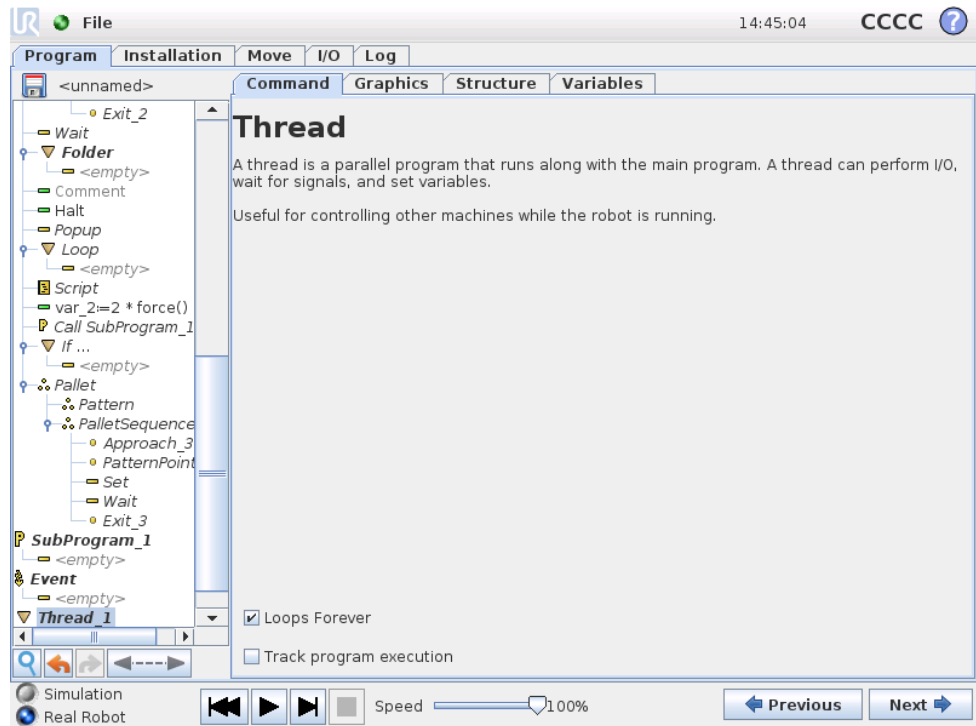 UR File 14:45:04 CCCC ?
Program Installation Move I/O Log
<unnamed>
Command Graphics Structure Variables
Exit_2
Wait
Folder
<empty>
Comment
Halt
Popup
Loop
<empty>
Script
var_2:=2 * force()
Call SubProgram_1
If ...
<empty>
Pallet
Pattern
PalletSequence
Approach_3
PatternPoint
Set
Wait
Exit_3
SubProgram_1
<empty>
Event
<empty>
Thread_1
Thread
A thread is a parallel program that runs along with the main program. A thread can perform I/O,
wait for signals, and set variables.
Useful for controlling other machines while the robot is running.
Loops Forever
Track program execution
Simulation
Real Robot
Speed 100%
Previous Next